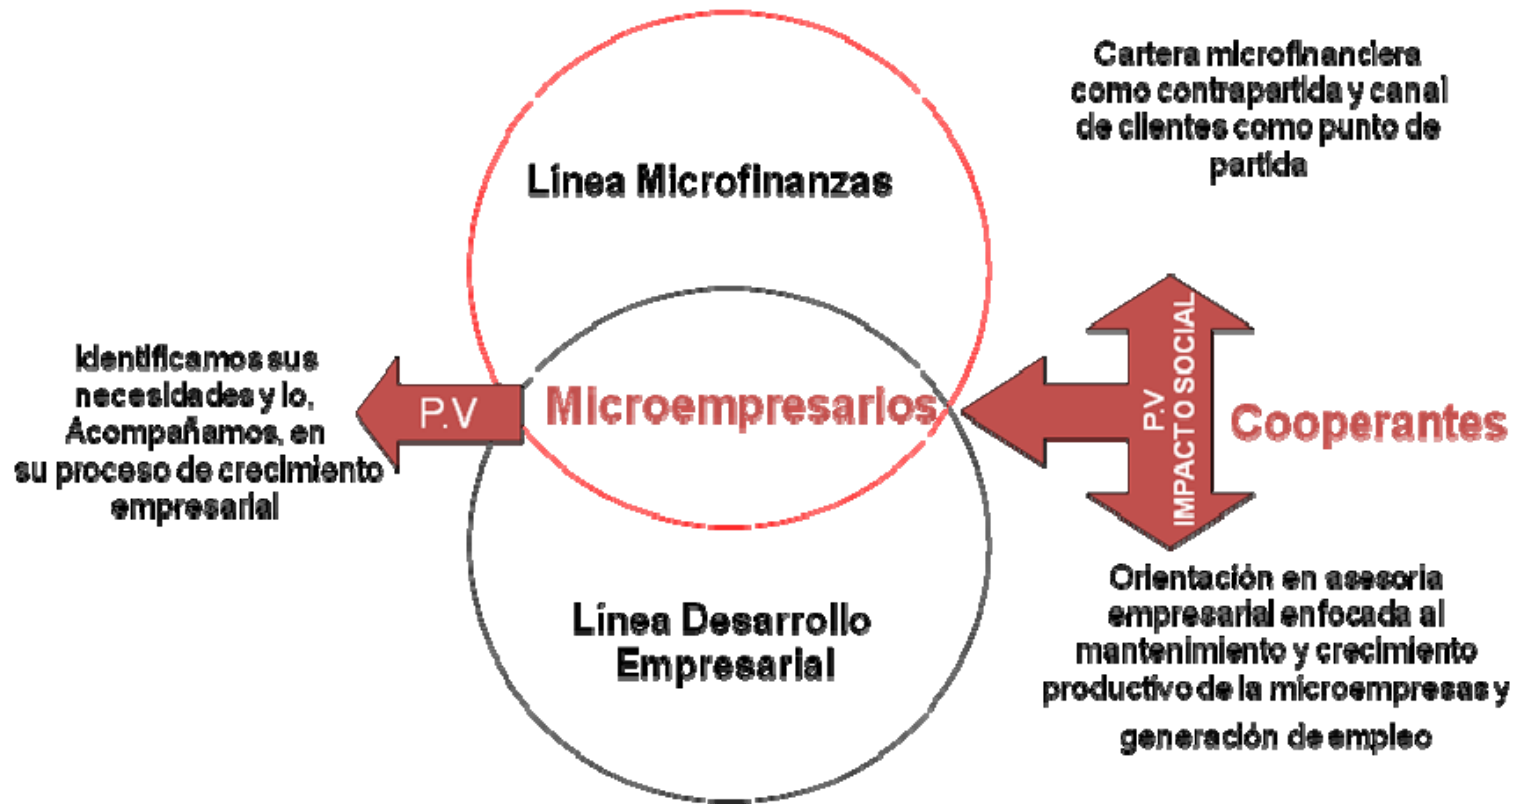 Cartera microfinanciera
como contrapartida y canal
de clientes como punto de
partida
Línea Microfinanzas
Identificamos sus
necesidades y lo,
Acompañamos, en
su proceso de crecimiento
empresarial
P.V
Microempresarios
P.V
IMPACTO SOCIAL
Cooperantes
Línea Desarrollo
Empresarial
Orientación en asesoria
empresarial enfocada al
mantenimiento y crecimiento
productivo de la microempresas y
generación de empleo